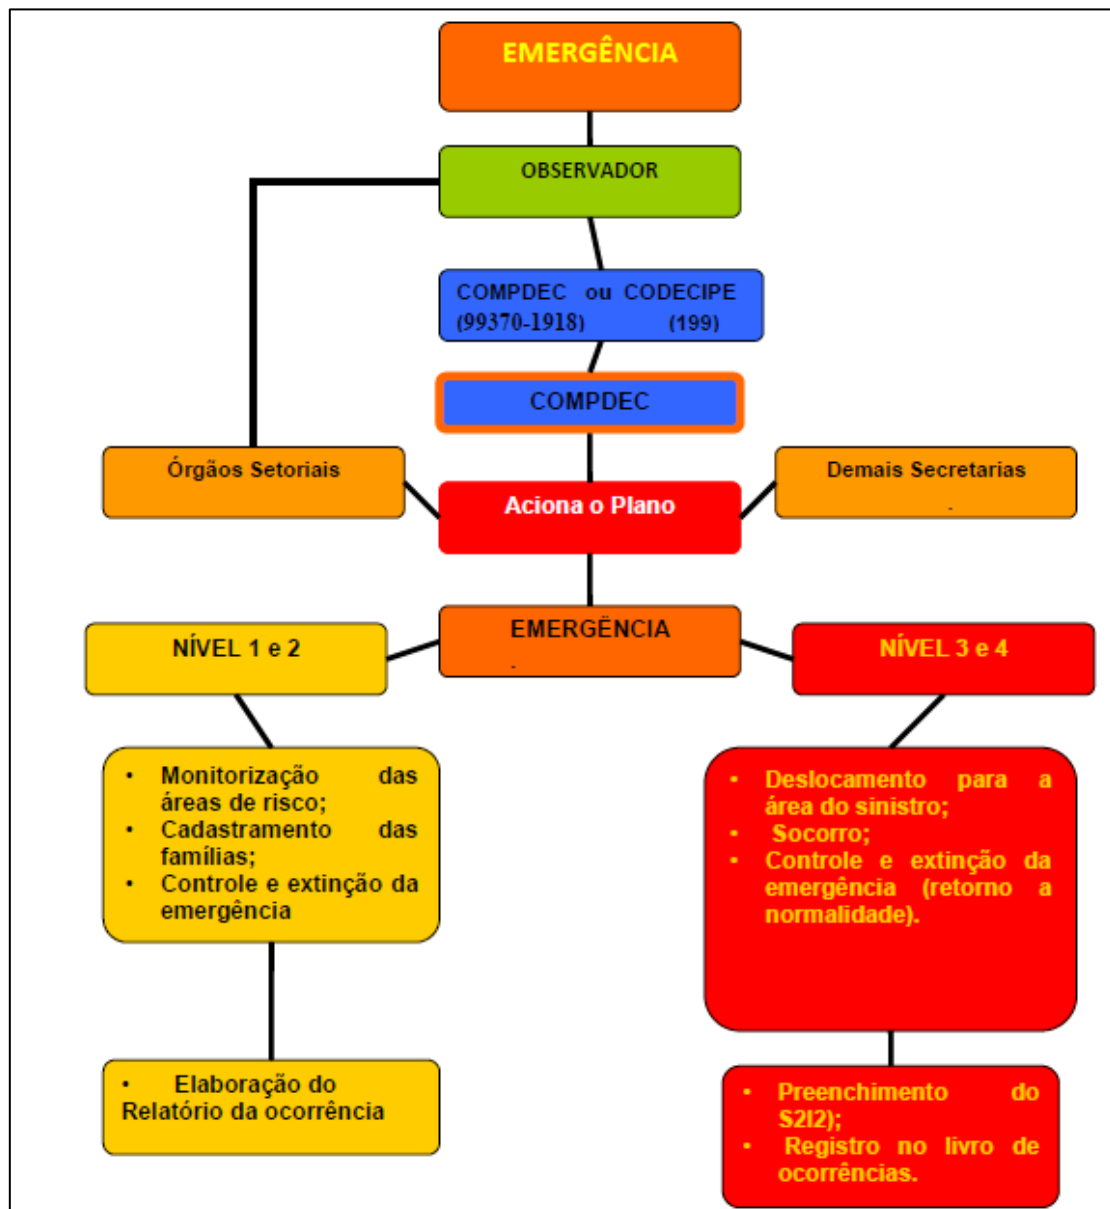 EMERGÊNCIA
OBSERVADOR
COMPDEC ou CODECIPE
(99370-1918) (199)
COMPDEC
Órgãos Setoriais
Aciona o Plano
Demais Secretarias
.
EMERGÊNCIA
.
NÍVEL 1 e 2
NÍVEL 3 e 4
• Monitorização das
áreas de risco;
• Cadastramento das
famílias;
• Controle e extinção da
emergência
• Deslocamento para a
área do sinistro;
• Socorro;
• Controle e extinção da
emergência (retorno a
normalidade).
• Elaboração do
Relatório da ocorrência
• Preenchimento do
S2I2);
• Registro no livro de
ocorrências.